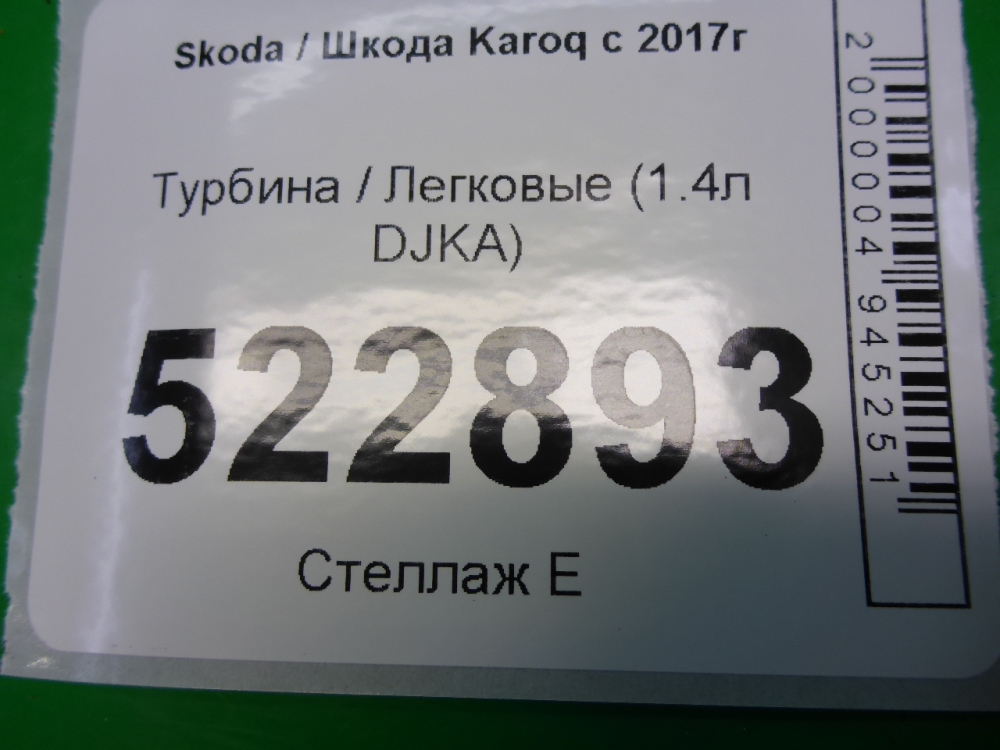 Skoda / Шкода Karoq с 2017г
Турбина / Легковые (1.4л
DJKA)
522893
Стеллаж Е
2000004945251